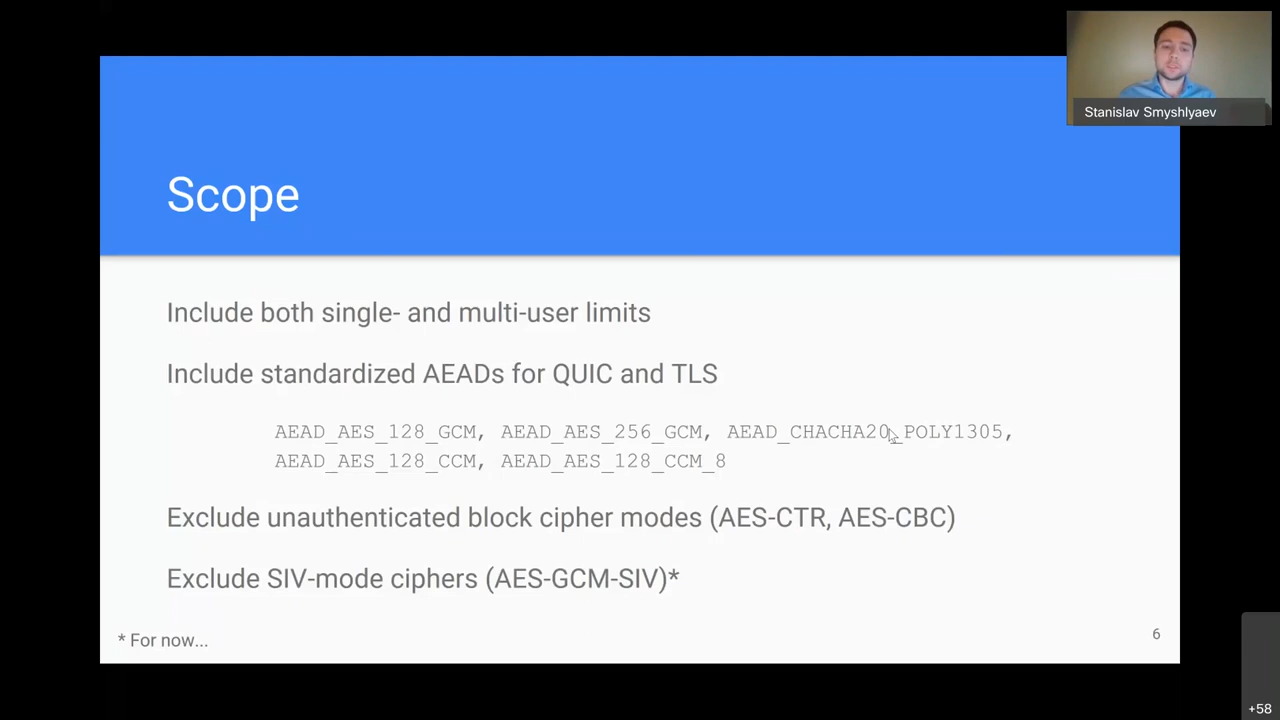 Stanislav Smyshlyaev
Scope
Include both single- and multi-user limits
Include standardized AEADs for QUIC and TLS
AEAD_AES_128_GCM, AEAD_AES_256_GCM, AEAD_CHACHA20_POLY1305,
AEAD_AES_128_CCM, AEAD_AES_128_CCM_8
Exclude unauthenticated block cipher modes (AES-CTR, AES-CBC)
Exclude SIV-mode ciphers (AES-GCM-SIV)*
* For now...
6
+58